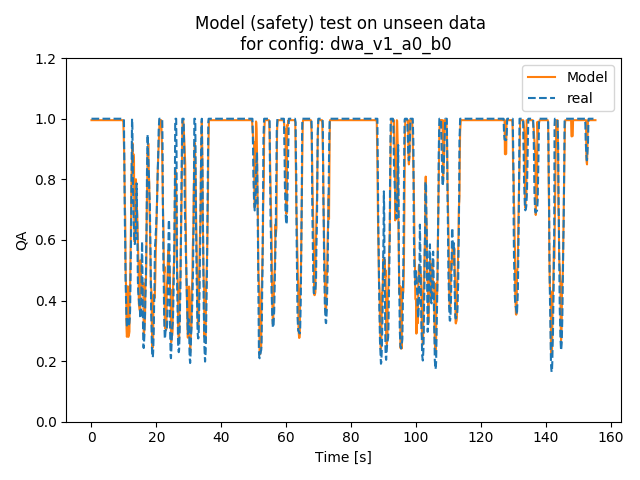 Model (safety) test on unseen data
for config: dwa_v1_a0_b0
Model
real
1.2
1.0
0.8
0.6
0.4
0.2
0.0
QA
0 20 40 60 80 100 120 140 160
Time [s]